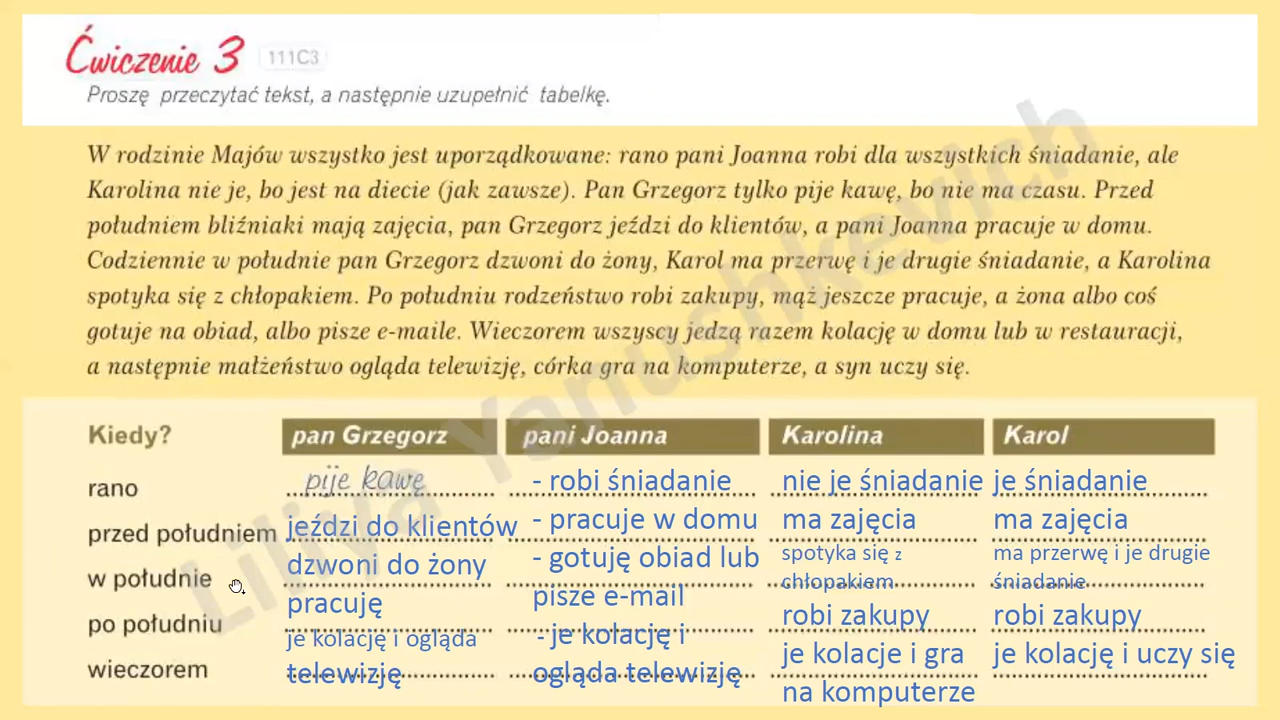 Ćwiczenie 3 111C3
Proszę przeczytać tekst, a następnie uzupełnić tabelkę.
W rodzinie Majów wszystko jest uporządkowane: rano pani Joanna robi dla wszystkich śniadanie, ale
Karolina nie je, bo jest na diecie (jak zawsze). Pan Grzegorz tylko pije kawę, bo nie ma czasu. Przed
południem bliźniaki mają zajęcia, pan Grzegorz jeździ do klientów, a pani Joanna pracuje w domu.
Codziennie w południe pan Grzegorz dzwoni do żony, Karol ma przerwę i je drugie śniadanie, a Karolina
spotyka się z chłopakiem. Po południu rodzeństwo robi zakupy, mąż jeszcze pracuje, a żona albo coś
gotuje na obiad, albo pisze e-maile. Wieczorem wszyscy jedzą razem kolację w domu lub w restauracji,
a następnie małżeństwo ogląda telewizję, córka gra na komputerze, a syn uczy się.
Kiedy? pan Grzegorz pani Joanna Karolina Karol
rano pije kawę - robi śniadanie nie je śniadanie je śniadanie
przed południem jeździ do klientów - pracuje w domu ma zajęcia ma zajęcia
w południe dzwoni do żony - gotuję obiad lub spotyka się z ma przerwę i je drugie
chłopakiem śniadanie
po południu pracuję pisze e-mail robi zakupy robi zakupy
je kolację i ogląda - je kolację i je kolacje i gra je kolację i uczy się
wieczorem telewizję ogląda telewizję na komputerze
Liliya Yanushkevich